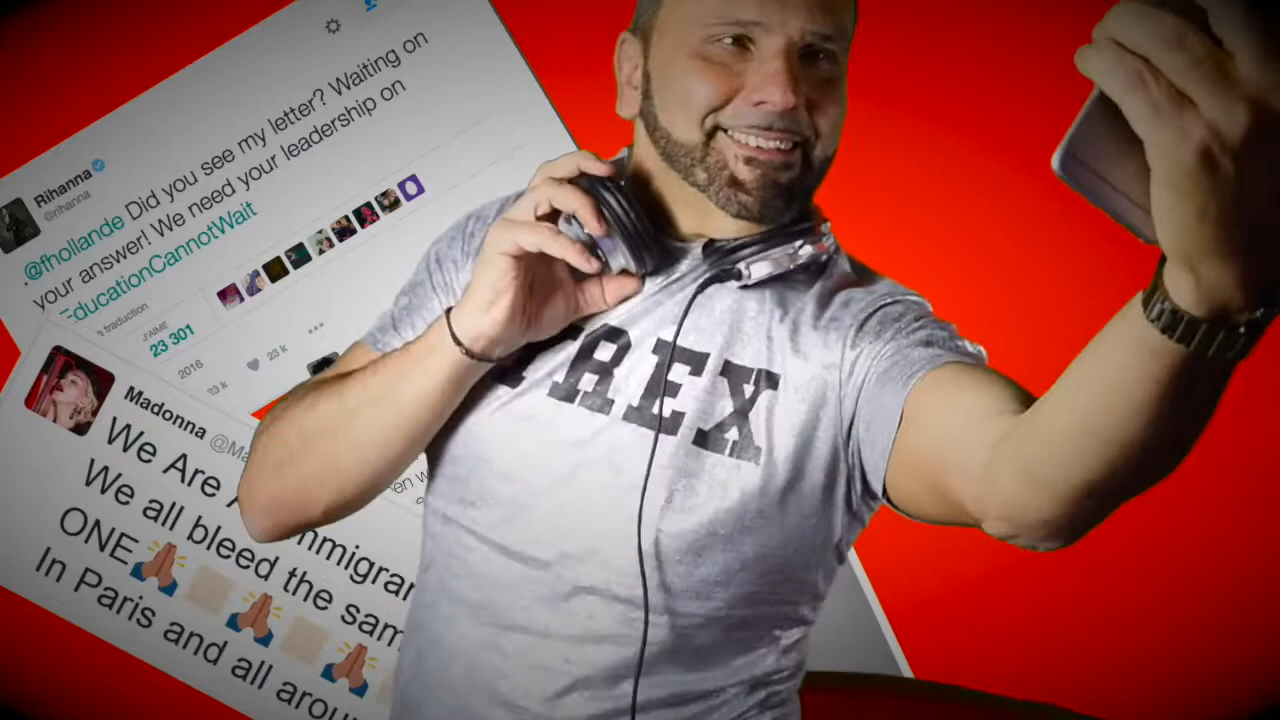 Rihanna
@rihanna
.@fhollande Did you see my letter? Waiting on
your answer! We need your leadership on
EducationCannotWait
a traduction
J'AIME
23 301
2016
23 k
23 k
Madonna @Ma
We Are
mmigran
We all bleed the sam
ONE🙏 🙏 🙏
In Paris and all arou
REX